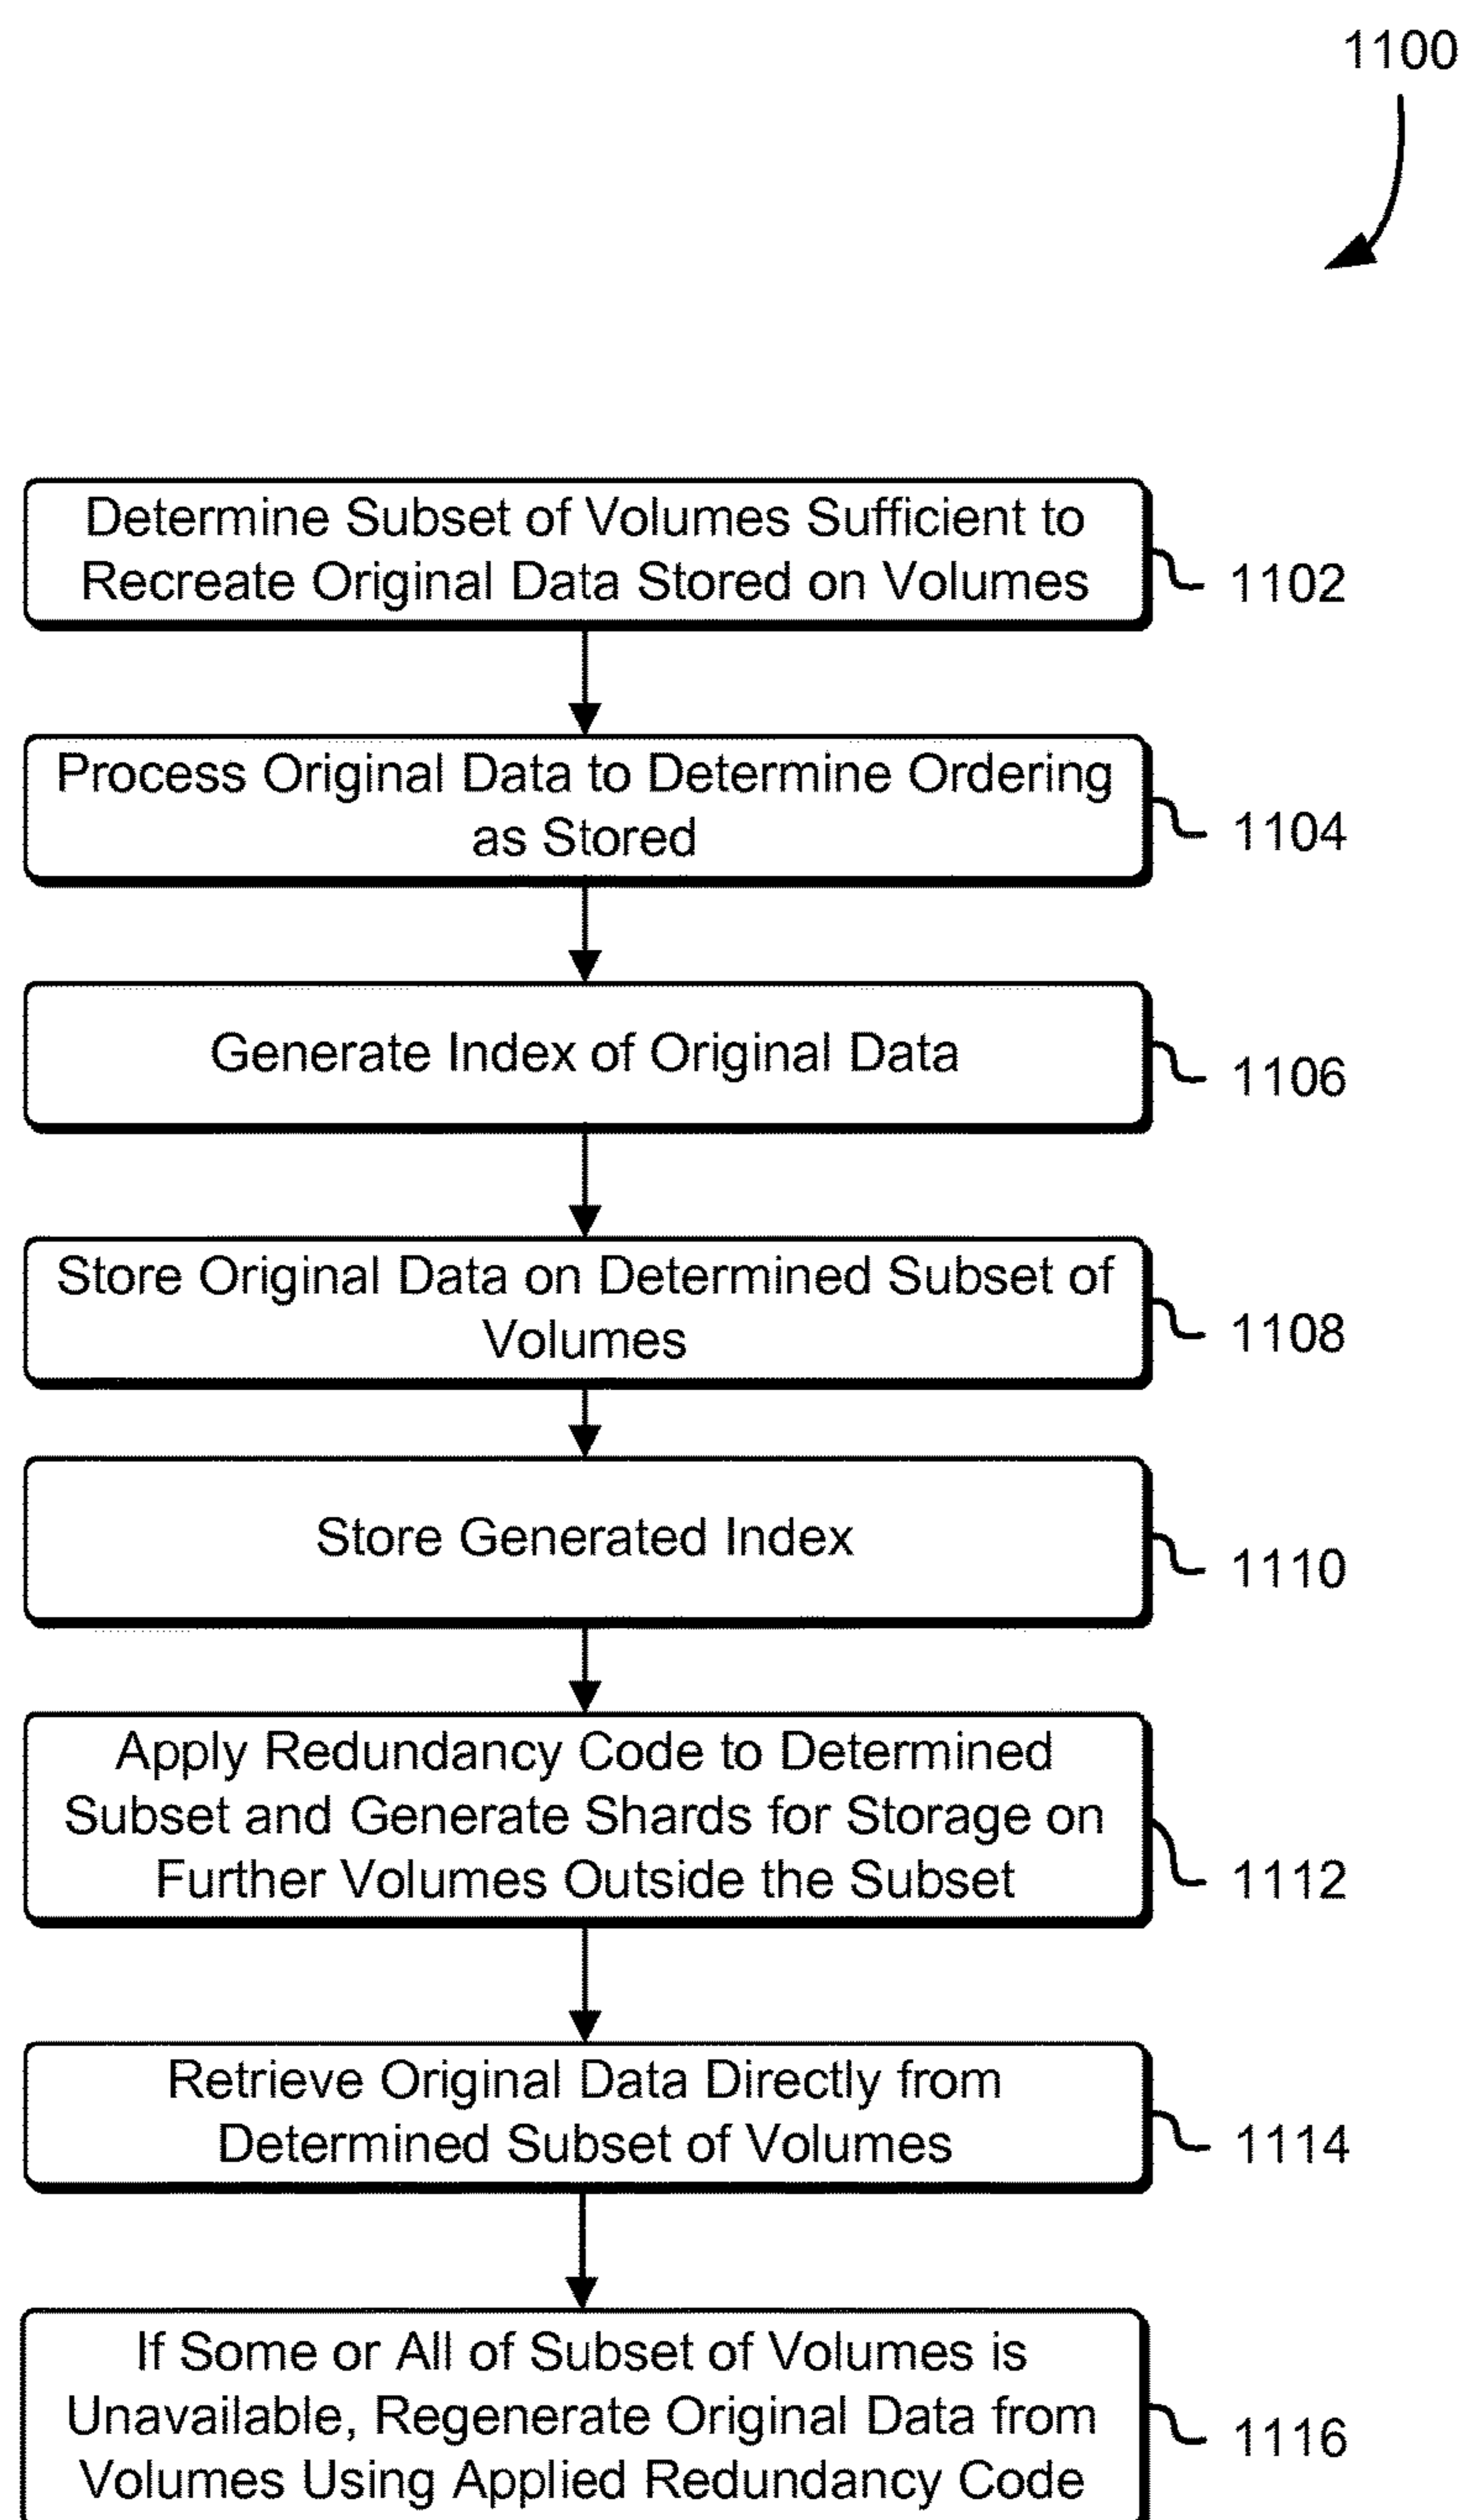 1100
Determine Subset of Volumes Sufficient to
Recreate Original Data Stored on Volumes
1102
Process Original Data to Determine Ordering
as Stored
1104
Generate Index of Original Data
1106
Store Original Data on Determined Subset of
Volumes
1108
Store Generated Index
1110
Apply Redundancy Code to Determined
Subset and Generate Shards for Storage on
Further Volumes Outside the Subset
1112
Retrieve Original Data Directly from
Determined Subset of Volumes
1114
If Some or All of Subset of Volumes is
Unavailable, Regenerate Original Data from
Volumes Using Applied Redundancy Code
1116